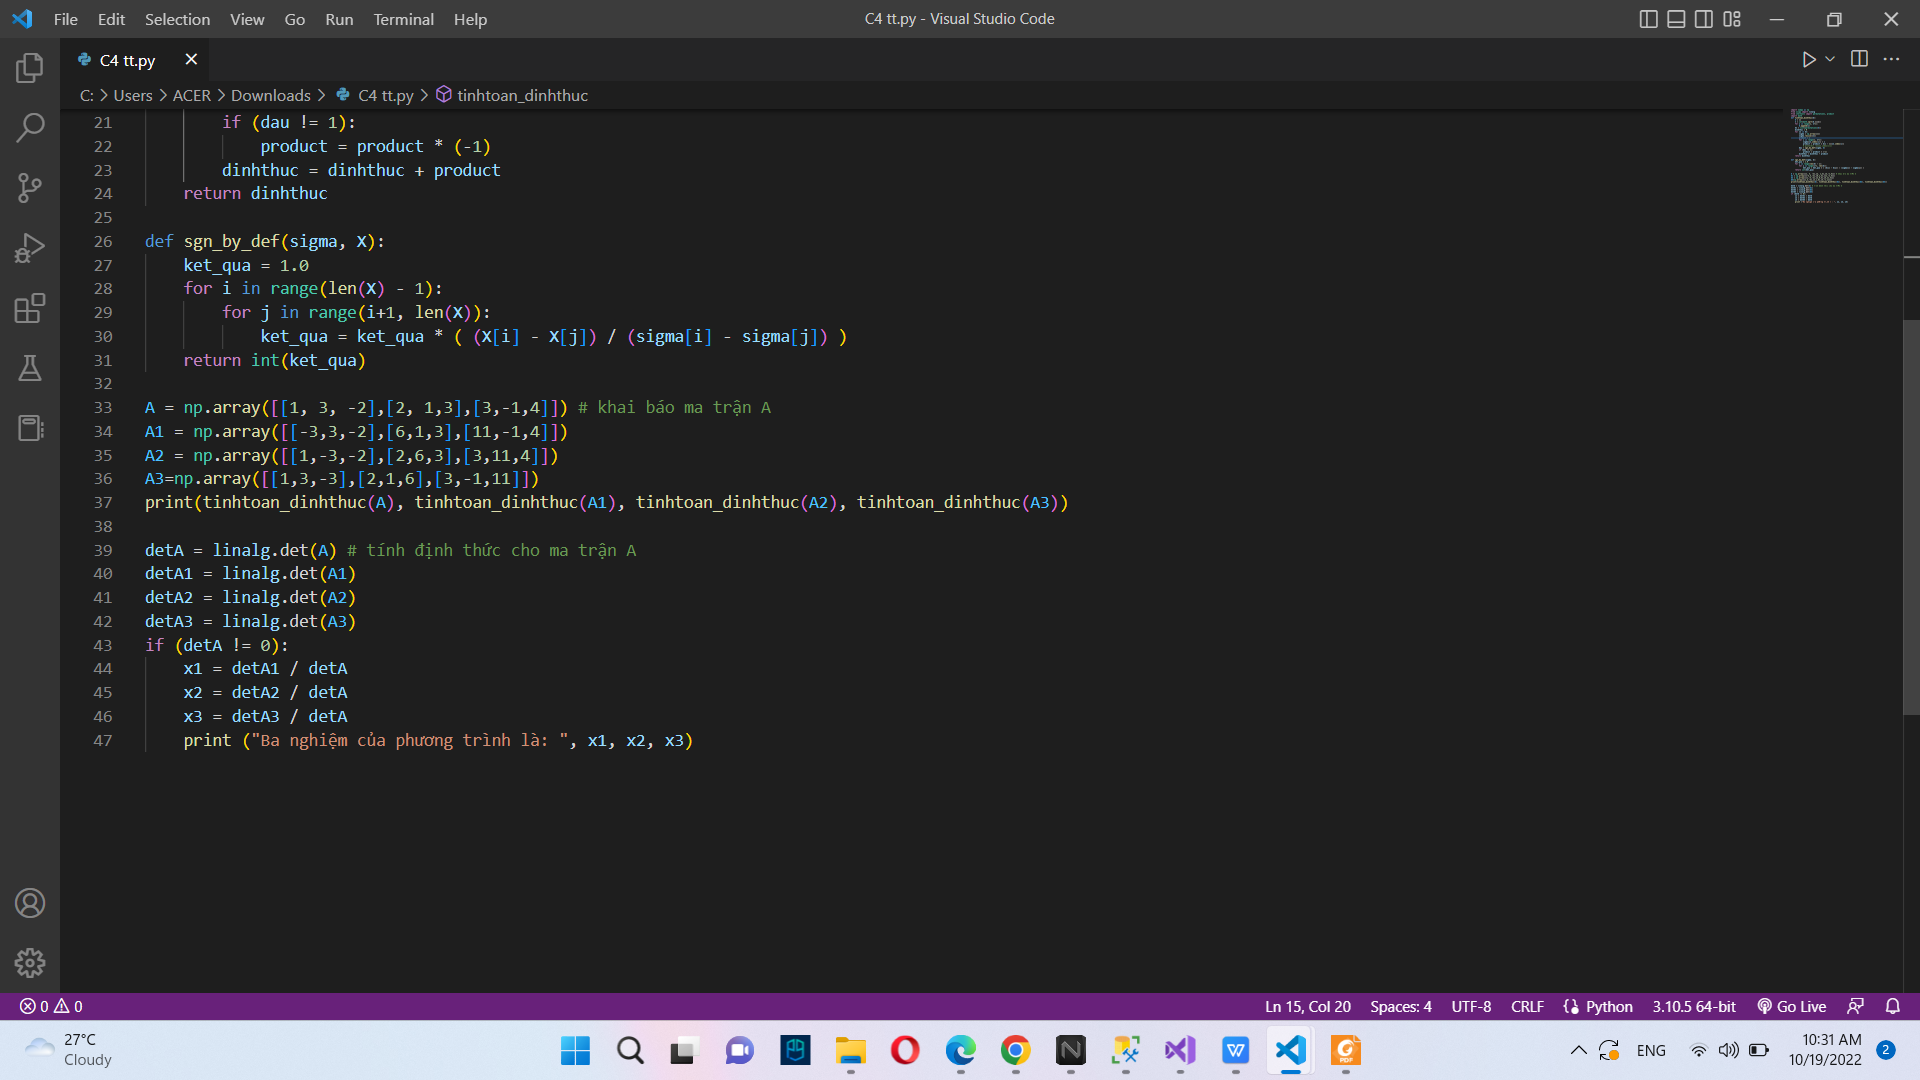 File Edit Selection View Go Run Terminal Help
C4 tt.py - Visual Studio Code
C4 tt.py
C: > Users > ACER > Downloads > C4 tt.py > tinhtoan_dinhthuc
21 if (dau != 1):
22 product = product * (-1)
23 dinhthuc = dinhthuc + product
24 return dinhthuc
25
26 def sgn_by_def(sigma, X):
27 ket_qua = 1.0
28 for i in range(len(X) - 1):
29 for j in range(i+1, len(X)):
30 ket_qua = ket_qua * ( (X[i] - X[j]) / (sigma[i] - sigma[j]) )
31 return int(ket_qua)
32
33 A = np.array([[1, 3, -2],[2, 1,3],[3,-1,4]]) # khai báo ma trận A
34 A1 = np.array([[-3,3,-2],[6,1,3],[11,-1,4]])
35 A2 = np.array([[1,-3,-2],[2,6,3],[3,11,4]])
36 A3=np.array([[1,3,-3],[2,1,6],[3,-1,11]])
37 print(tinhtoan_dinhthuc(A), tinhtoan_dinhthuc(A1), tinhtoan_dinhthuc(A2), tinhtoan_dinhthuc(A3))
38
39 detA = linalg.det(A) # tính định thức cho ma trận A
40 detA1 = linalg.det(A1)
41 detA2 = linalg.det(A2)
42 detA3 = linalg.det(A3)
43 if (detA != 0):
44 x1 = detA1 / detA
45 x2 = detA2 / detA
46 x3 = detA3 / detA
47 print ("Ba nghiệm của phương trình là: ", x1, x2, x3)
0 0
Ln 15, Col 20 Spaces: 4 UTF-8 CRLF Python 3.10.5 64-bit Go Live
27°C
Cloudy
ENG
10:31 AM
10/19/2022
2